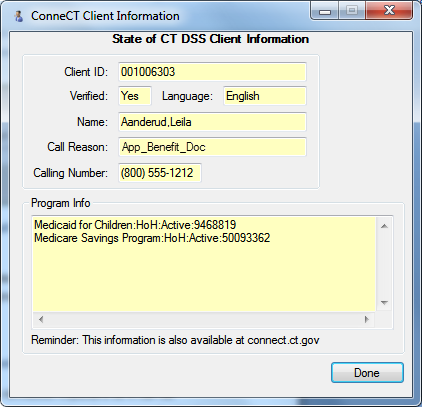 ConneCT Client Information
State of CT DSS Client Information
Client ID: 001006303
Verified: Yes Language: English
Name: Aanderud,Leila
Call Reason: App_Benefit_Doc
Calling Number: (800) 555-1212
Program Info
Medicaid for Children:HoH:Active:9468819
Medicare Savings Program:HoH:Active:50093362
Reminder: This information is also available at connect.ct.gov
Done